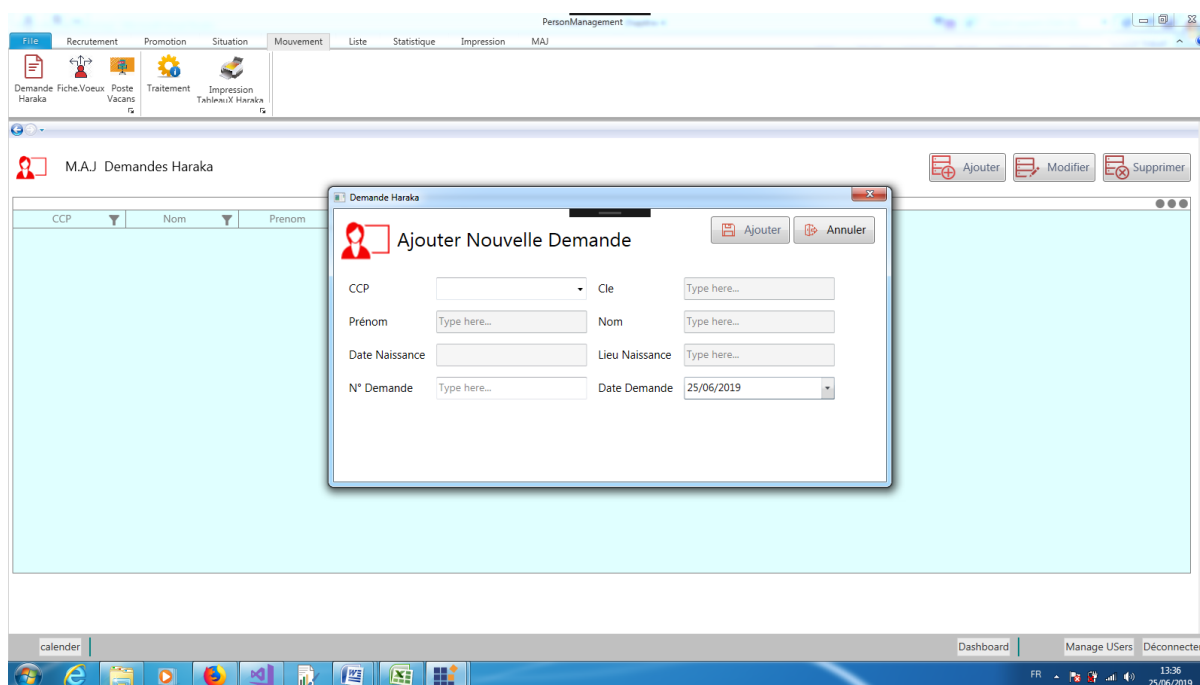 PersonManagement
File Recrutement Promotion Situation Mouvement Liste Statistique Impression MAJ
Demande Haraka
Fiche.Voeux
Poste Vacans
Traitement
Impression TableauX Haraka
M.A.J Demandes Haraka
Ajouter Modifier Supprimer
CCP Nom Prenom
Demande Haraka
Ajouter Nouvelle Demande
Ajouter Annuler
CCP Cle Type here...
Prénom Type here... Nom Type here...
Date Naissance Lieu Naissance Type here...
N° Demande Type here... Date Demande 25/06/2019
calender Dashboard Manage USers Déconnecter
FR 13:36
25/06/2019